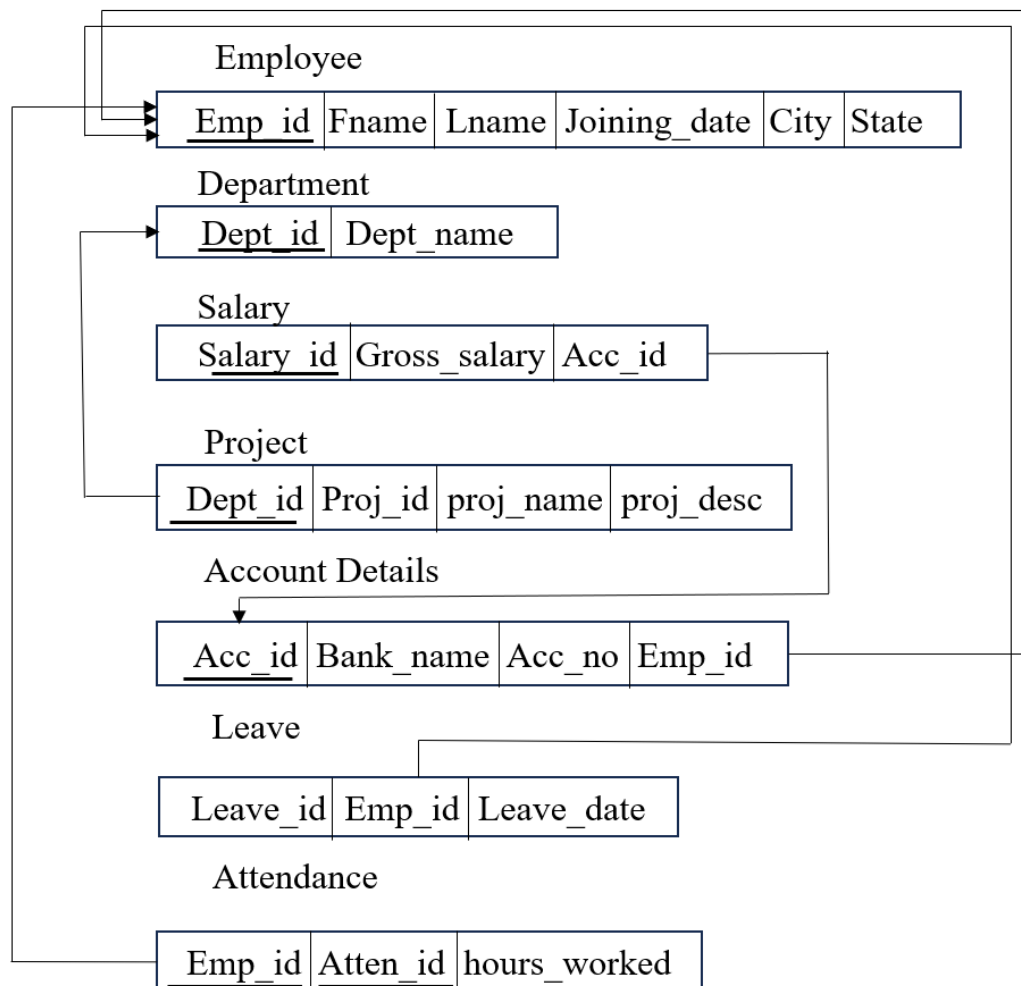 Employee
Emp_id Fname Lname Joining_date City State
Department
Dept_id Dept_name
Salary
Salary_id Gross_salary Acc_id
Project
Dept_id Proj_id proj_name proj_desc
Account Details
Acc_id Bank_name Acc_no Emp_id
Leave
Leave_id Emp_id Leave_date
Attendance
Emp_id Atten_id hours_worked